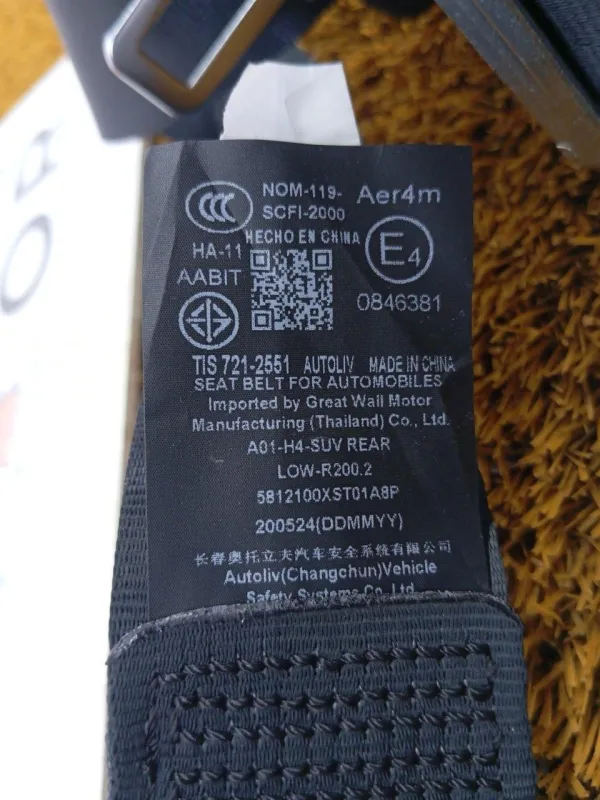 CCC NOM-119- Aer4m
SCFI-2000
HECHO EN CHINA
HA-11 E4
AABIT
0846381
TIS 721-2551 AUTOLIV MADE IN CHINA
SEAT BELT FOR AUTOMOBILES
Imported by Great Wall Motor
Manufacturing (Thailand) Co., Ltd.
A01-H4-SUV REAR
LOW-R200.2
5812100XST01A8P
200524(DDMMYY)
长春奥托立夫汽车安全系统有限公司
Autoliv(Changchun)Vehicle
Safety Systems Co.,Ltd.